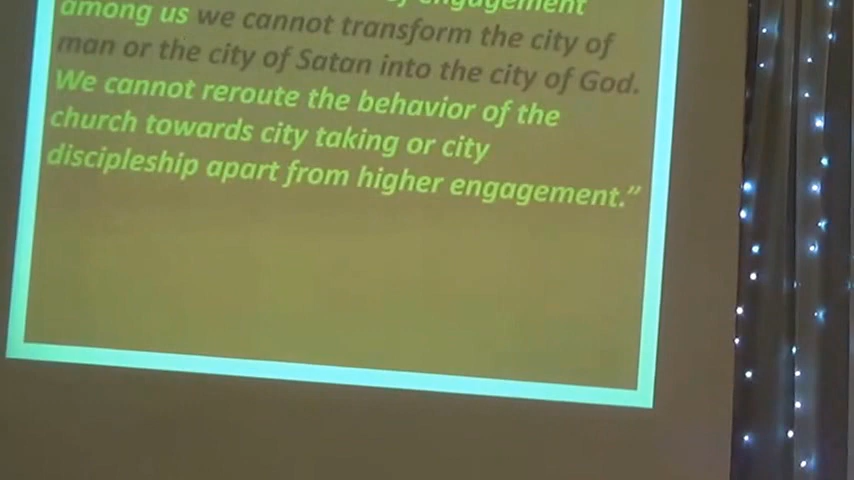 engagement
among us we cannot transform the city of
man or the city of Satan into the city of God.
We cannot reroute the behavior of the
church towards city taking or city
discipleship apart from higher engagement.”